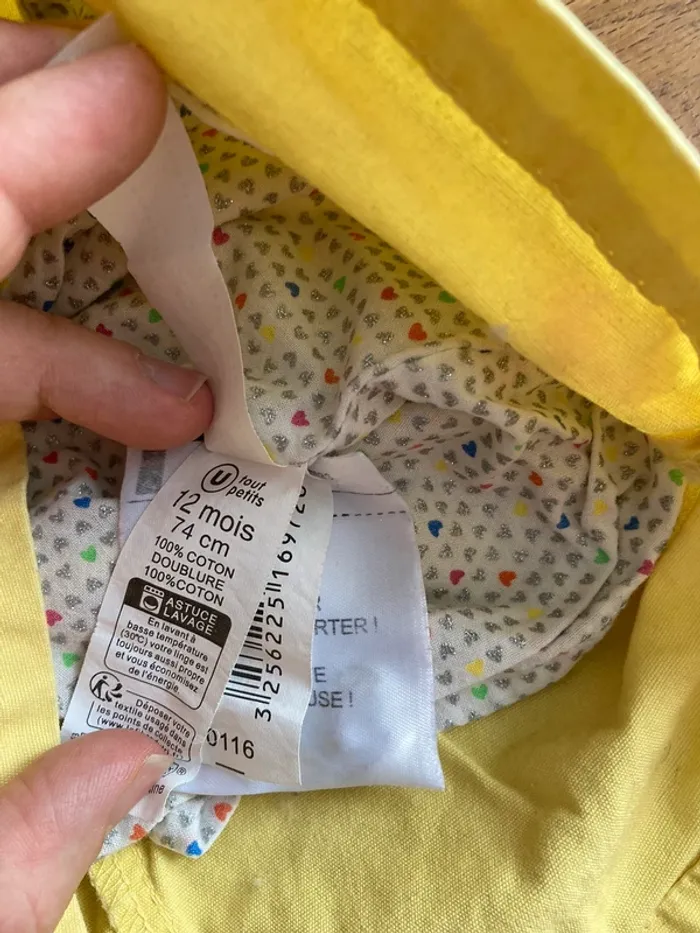 U tout
petits
12 mois
74 cm
100% COTON
DOUBLURE
100%COTON
ASTUCE
LAVAGE
En lavant à
basse température
(30°C) votre linge est
toujours aussi propre
et vous économisez
de l'énergie.
Déposer votre
textile usagé dans
les points de collecte
3 256225 16972
0116
RTER !
E
USE !